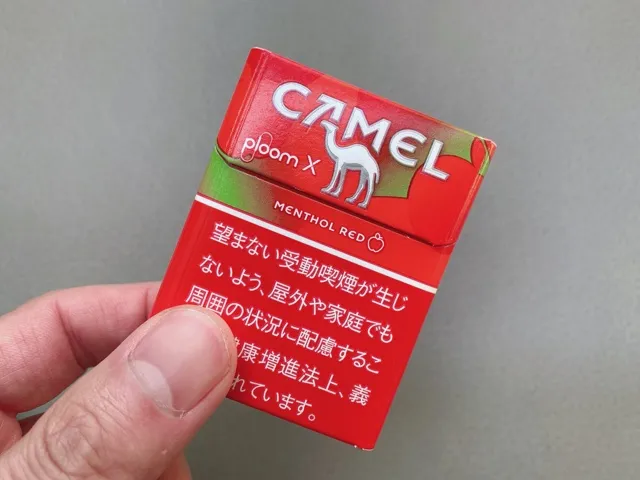 CAMEL
ploom X
MENTHOL RED
望まない受動喫煙が生じ
ないよう、屋外や家庭でも
周囲の状況に配慮するこ
康増進法上、義
れています。